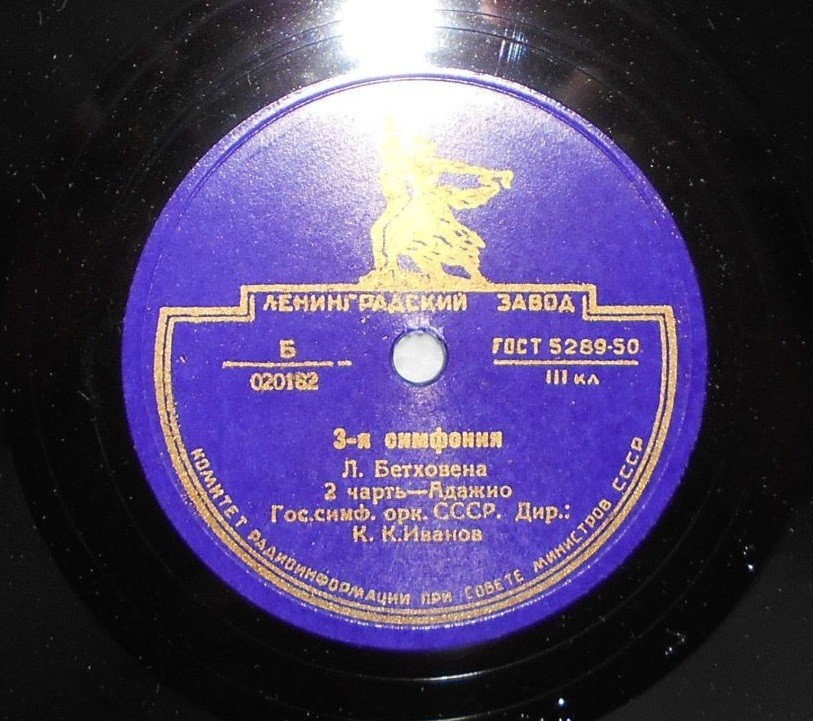 ЛЕНИНГРАДСКИЙ ЗАВОД
Б
020182
ГОСТ 5289-50
III кл
3-я симфония
Л. Бетховена
2 чарть—Адажио
Гос.симф. орк. СССР. Дир.:
К. К.Иванов
КОМИТЕТ РАДИОИНФОРМАЦИИ ПРИ СОВЕТЕ МИНИСТРОВ СССР